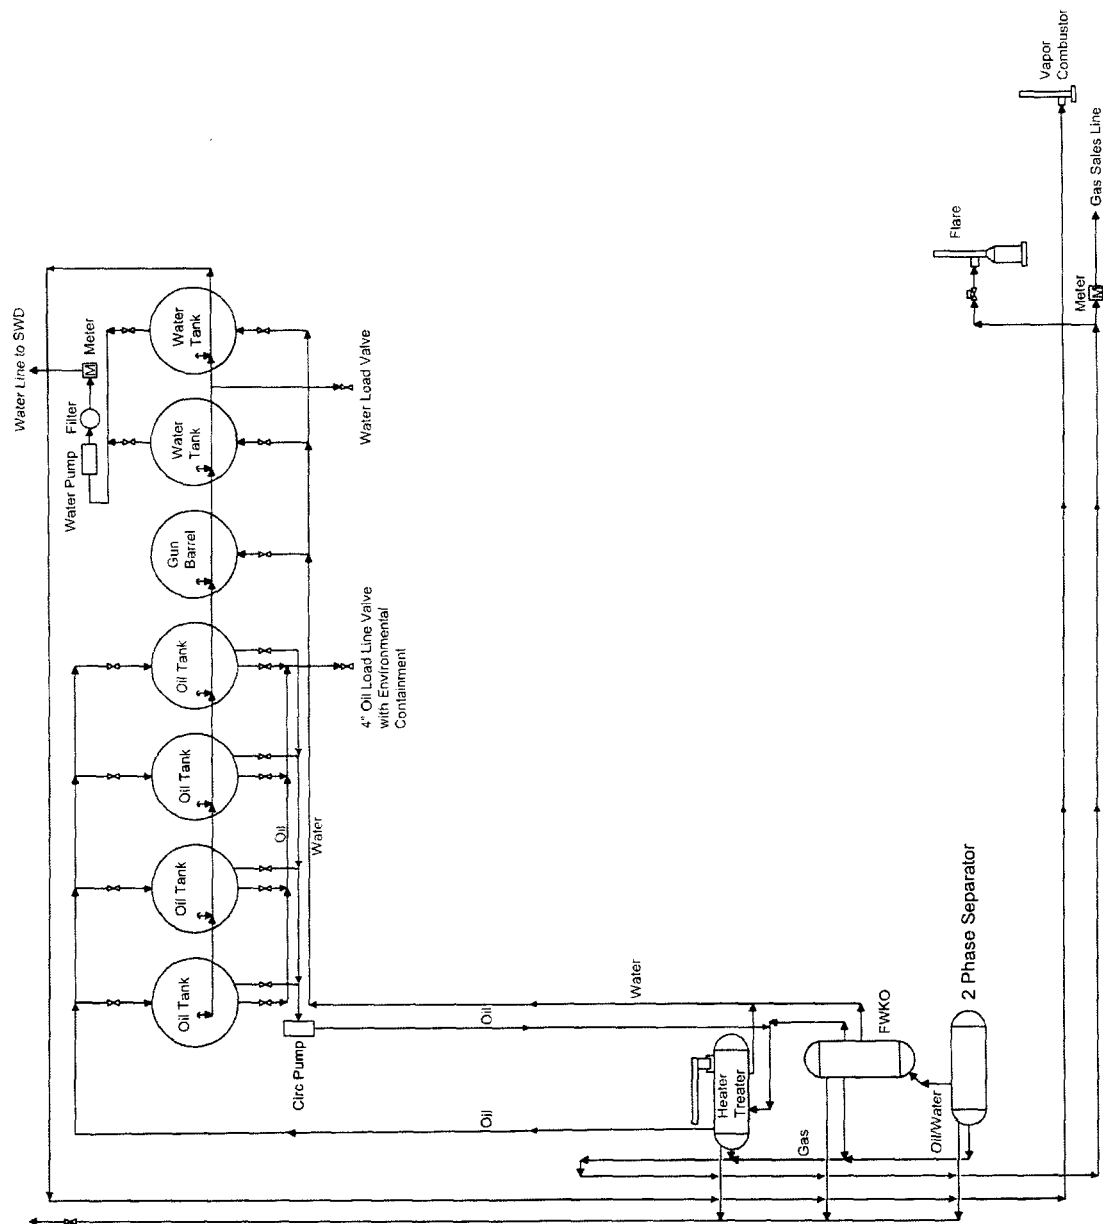 Water Line to SWD
Water Pump
Filter
M
Meter
Oil Tank
Oil Tank
Oil Tank
Oil Tank
Gun
Barrel
Water
Tank
Water
Tank
Oil
Water
4" Oil Load Line Valve
with Environmental
Containment
Water Load Valve
Circ Pump
Oil
Oil
Water
Heater
Treater
FWKO
2 Phase Separator
Gas
Oil/Water
Flare
Vapor
Combustor
Meter
M
Gas Sales Line